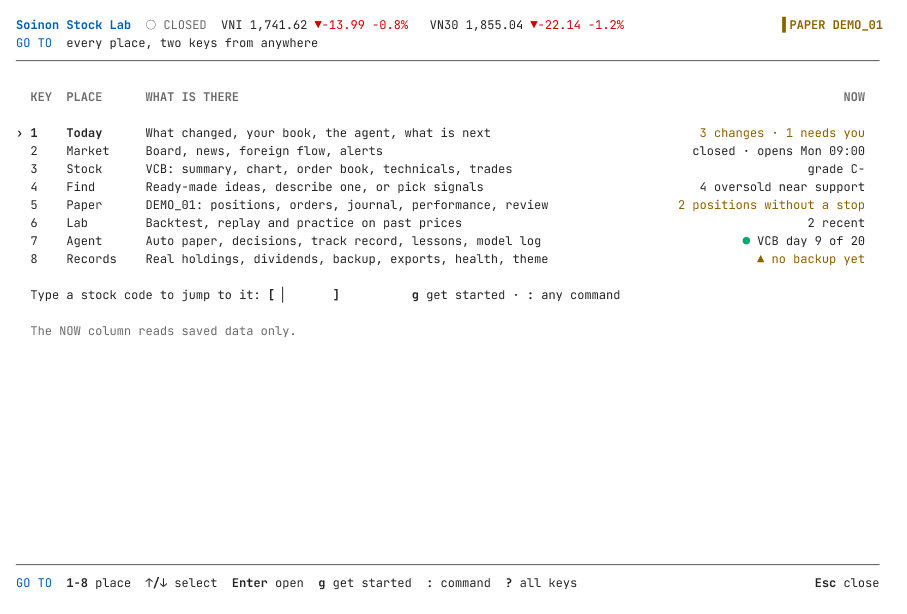 Soinon Stock Lab ○ CLOSED VNI 1,741.62 ▼-13.99 -0.8% VN30 1,855.04 ▼-22.14 -1.2% PAPER DEMO_01
GO TO every place, two keys from anywhere
KEY PLACE WHAT IS THERE NOW
› 1 Today What changed, your book, the agent, what is next 3 changes · 1 needs you
2 Market Board, news, foreign flow, alerts closed · opens Mon 09:00
3 Stock VCB: summary, chart, order book, technicals, trades grade C-
4 Find Ready-made ideas, describe one, or pick signals 4 oversold near support
5 Paper DEMO_01: positions, orders, journal, performance, review 2 positions without a stop
6 Lab Backtest, replay and practice on past prices 2 recent
7 Agent Auto paper, decisions, track record, lessons, model log ● VCB day 9 of 20
8 Records Real holdings, dividends, backup, exports, health, theme ▲ no backup yet
Type a stock code to jump to it: [ ] g get started · : any command
The NOW column reads saved data only.
GO TO 1-8 place ↑/↓ select Enter open g get started : command ? all keys Esc close